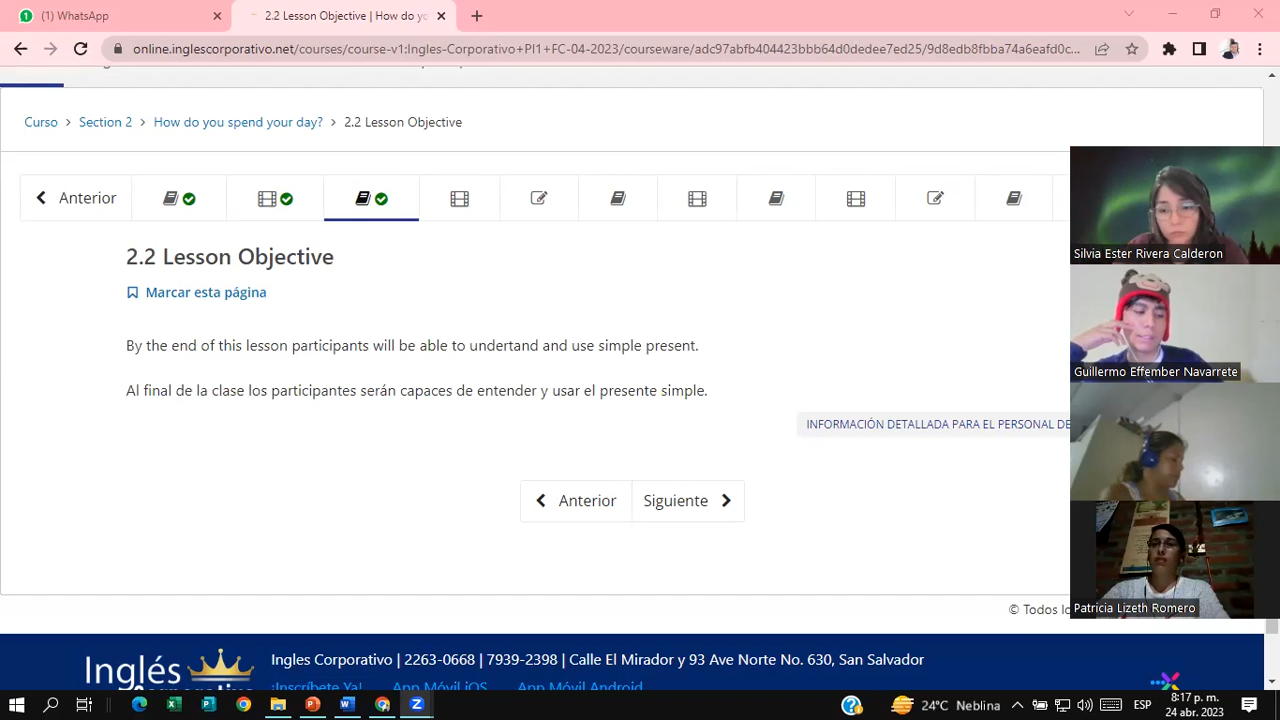 1
(1) WhatsApp
2.2 Lesson Objective | How do yo
online.inglescorporativo.net/courses/course-v1:Ingles-Corporativo+PI1+FC-04-2023/courseware/adc97abfb404423bbb64d0dedee7ed25/9d8edb8fbba74a6eafd0c...
Curso > Section 2 > How do you spend your day? > 2.2 Lesson Objective
Anterior
2.2 Lesson Objective
Marcar esta página
By the end of this lesson participants will be able to undertand and use simple present.
Al final de la clase los participantes serán capaces de entender y usar el presente simple.
INFORMACIÓN DETALLADA PARA EL PERSONAL DE
Anterior Siguiente
Silvia Ester Rivera Calderon
Guillermo Effember Navarrete
Patricia Lizeth Romero
© Todos lo
Inglés
Ingles Corporativo | 2263-0668 | 7939-2398 | Calle El Mirador y 93 Ave Norte No. 630, San Salvador
¡Inscríbete Ya! App Móvil iOS App Móvil Android
24°C Neblina
ESP
8:17 p. m.
24 abr. 2023